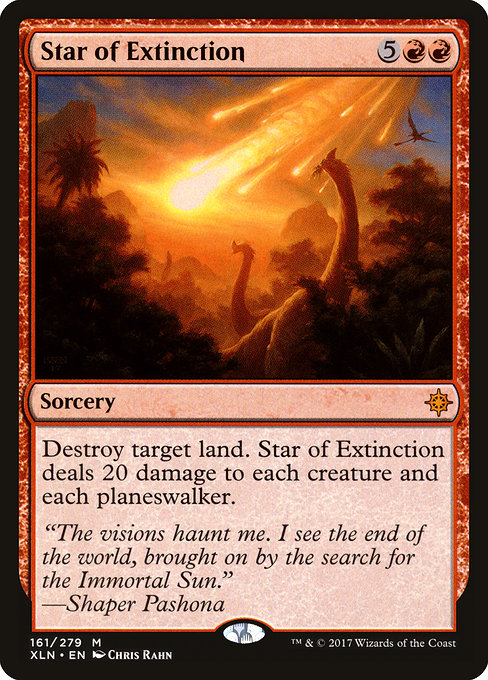 Star of Extinction 5
Sorcery
Destroy target land. Star of Extinction
deals 20 damage to each creature and
each planeswalker.
“The visions haunt me. I see the end of
the world, brought on by the search for
the Immortal Sun.”
—Shaper Pashona
161/279 M
XLN • EN Chris Rahn
™ & © 2017 Wizards of the Coast